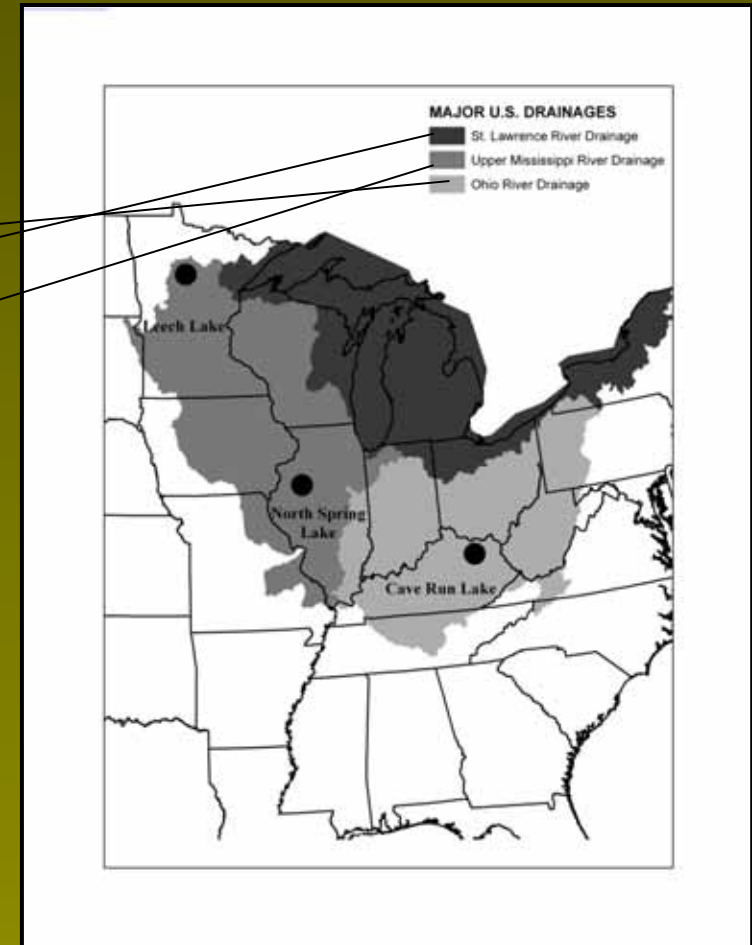 MAJOR U.S. DRAINAGES
St. Lawrence River Drainage
Upper Mississippi River Drainage
Ohio River Drainage
Leech Lake
North Spring
Lake
Cave Run Lake